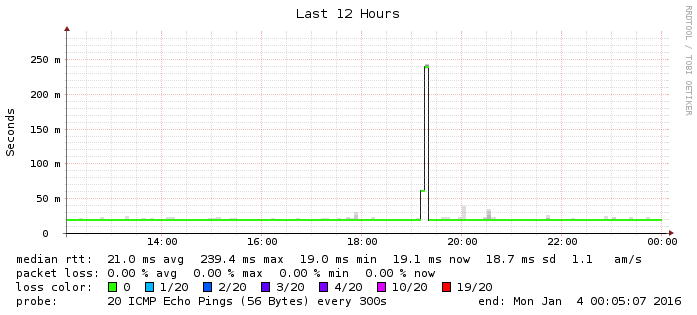 Last 12 Hours
RRDTOOL / TOBI OETIKER
Seconds
250 m
200 m
150 m
100 m
50 m
0
14:00 16:00 18:00 20:00 22:00 00:00
median rtt: 21.0 ms avg 239.4 ms max 19.0 ms min 19.1 ms now 18.7 ms sd 1.1 am/s
packet loss: 0.00 % avg 0.00 % max 0.00 % min 0.00 % now
loss color: 0 1/20 2/20 3/20 4/20 10/20 19/20
probe: 20 ICMP Echo Pings (56 Bytes) every 300s end: Mon Jan 4 00:05:07 2016